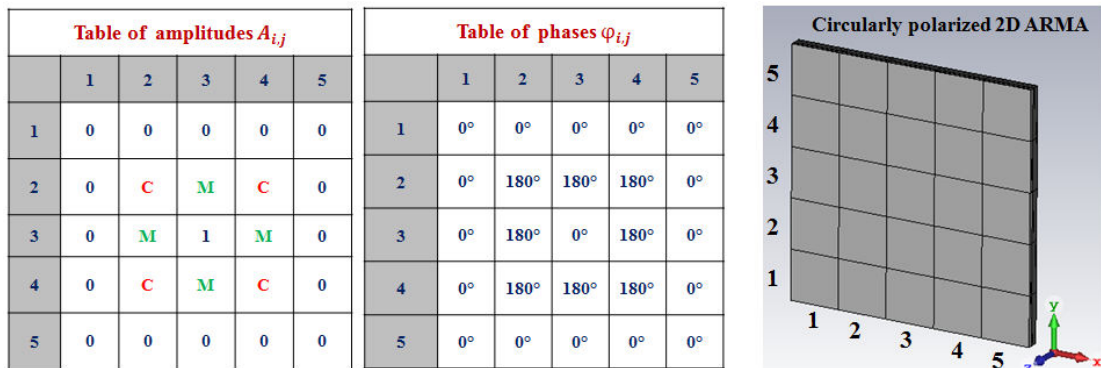 Table of amplitudes A_{i,j}
1 2 3 4 5
1 0 0 0 0 0
2 0 C M C 0
3 0 M 1 M 0
4 0 C M C 0
5 0 0 0 0 0
Table of phases φ_{i,j}
1 2 3 4 5
1 0° 0° 0° 0° 0°
2 0° 180° 180° 180° 0°
3 0° 180° 0° 180° 0°
4 0° 180° 180° 180° 0°
5 0° 0° 0° 0° 0°
Circularly polarized 2D ARMA
5
4
3
2
1
1 2 3 4 5
y
z x